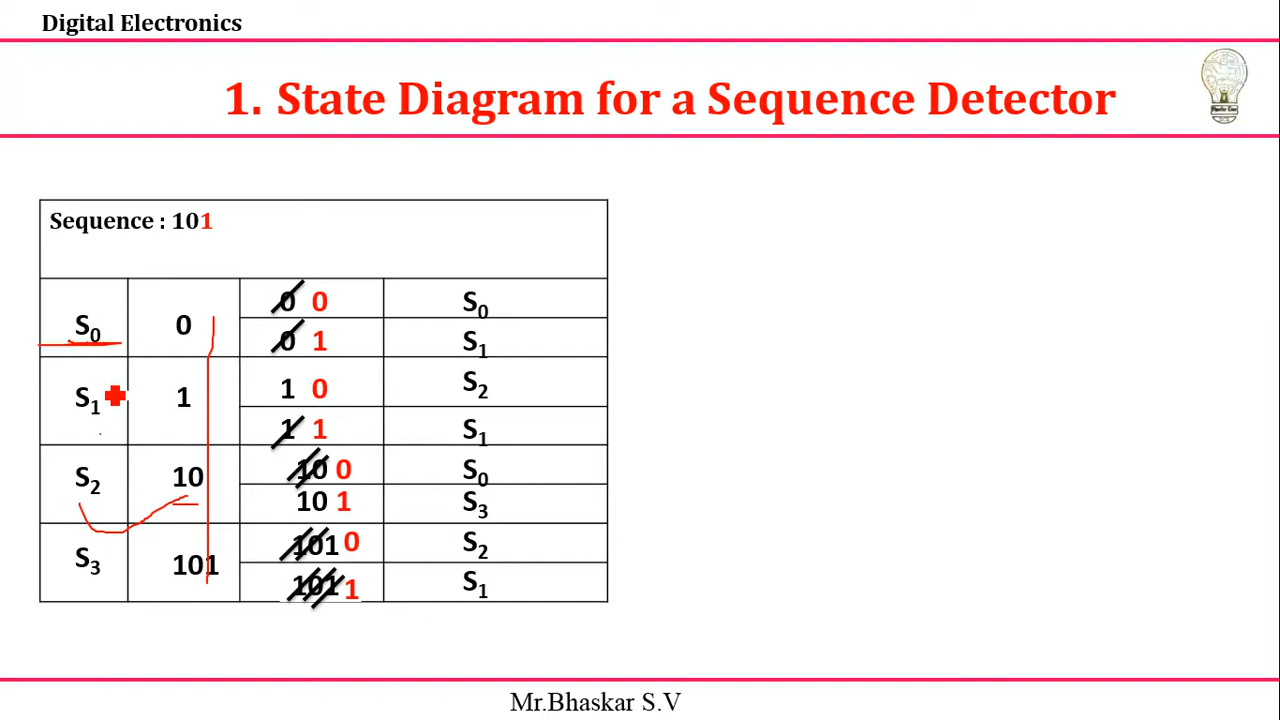 Digital Electronics
1. State Diagram for a Sequence Detector
Sequence : 101
S0 0 0 0 S0
0 1 S1
S1 1 1 0 S2
1 1 S1
S2 10 10 0 S0
10 1 S3
S3 101 101 0 S2
101 1 S1
Mr.Bhaskar S.V